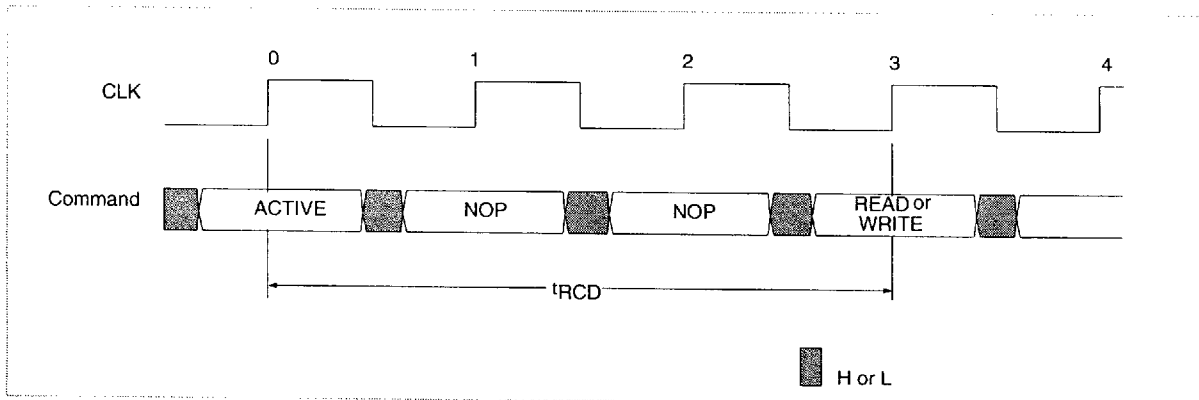 0 1 2 3 4
CLK
Command
ACTIVE
NOP
NOP
READ or
WRITE
tRCD
H or L